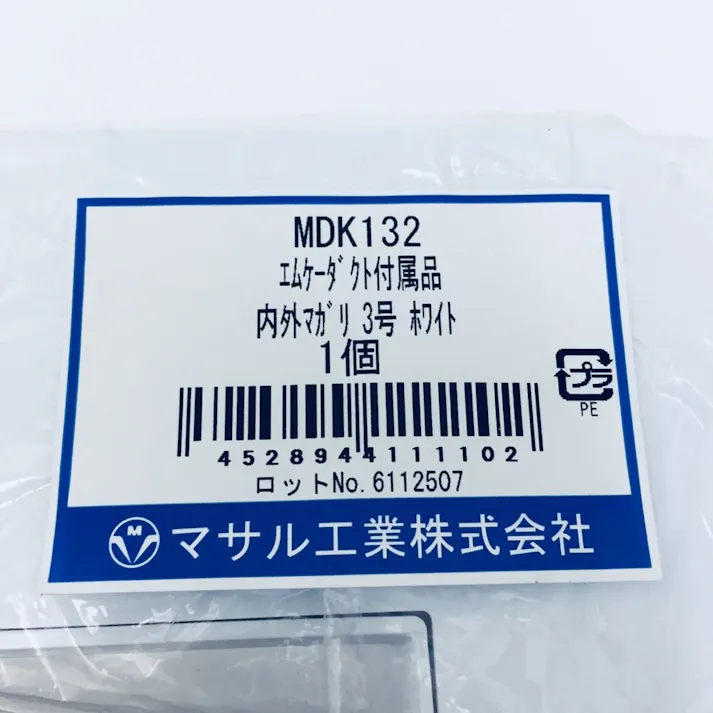 MDK132
ｴﾑｹｰﾀﾞｸﾄ付属品
内外ﾏｶﾞﾘ 3号 ﾎﾜｲﾄ
1個
プラ
PE
4528944111102
ロットNo.6112507
M マサル工業株式会社